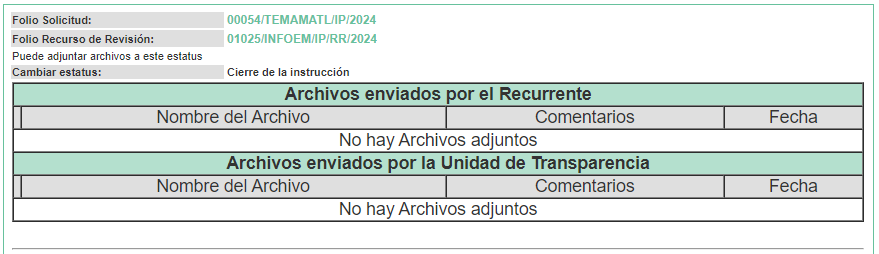 Folio Solicitud: 00054/TEMAMATL/IP/2024
Folio Recurso de Revisión: 01025/INFOEM/IP/RR/2024
Puede adjuntar archivos a este estatus
Cambiar estatus: Cierre de la instrucción
Archivos enviados por el Recurrente
Nombre del Archivo Comentarios Fecha
No hay Archivos adjuntos
Archivos enviados por la Unidad de Transparencia
Nombre del Archivo Comentarios Fecha
No hay Archivos adjuntos